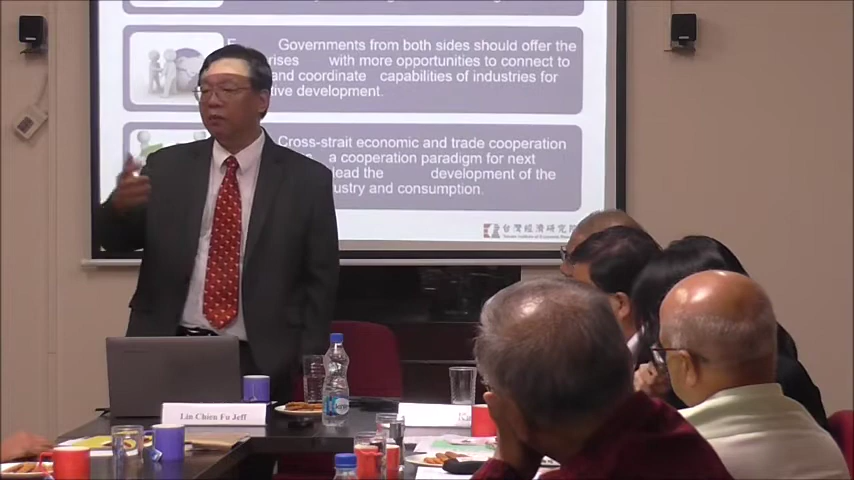 Governments from both sides should offer the
rises with more opportunities to connect to
and coordinate capabilities of industries for
tive development.
Cross-strait economic and trade cooperation
a cooperation paradigm for next
lead the development of the
ustry and consumption.
台灣經濟研究院
Lin Chien Fu Jeff